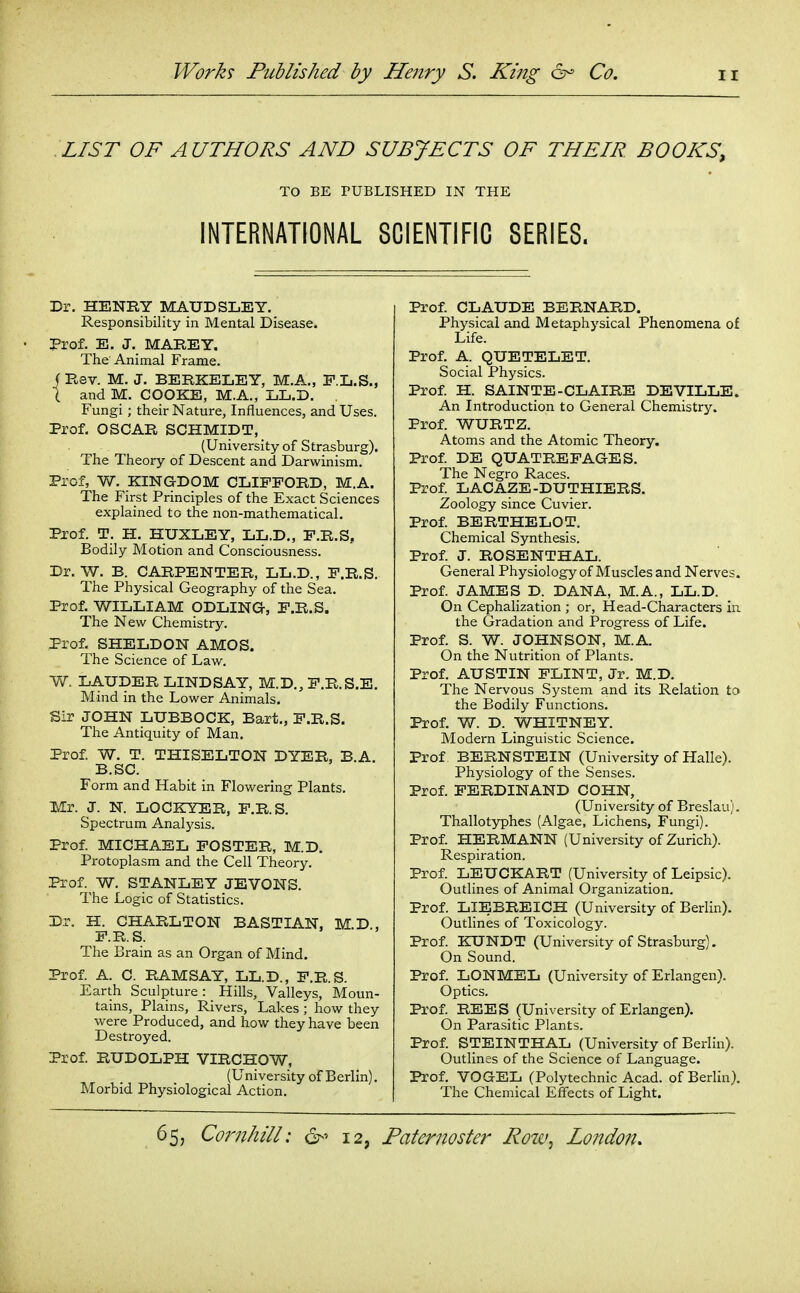 Works Published by Henry S. King & Co. 11
LIST OF AUTHORS AND SUBJECTS OF THEIR BOOKS,
TO BE PUBLISHED IN THE
INTERNATIONAL SCIENTIFIC SERIES.
Dr. HENRY MAUDSLEY.
Responsibility in Mental Disease.
Prof. E. J. MAREY.
The Animal Frame.
{ Rev. M. J. BERKELEY, M.A., F.L.S.,
{ and M. COOKE, M.A., LL.D.
Fungi; their Nature, Influences, and Uses.
Prof. OSCAR SCHMIDT,
(University of Strasburg).
The Theory of Descent and Darwinism.
Prof, W. KINGDOM CLIFFORD, M.A.
The First Principles of the Exact Sciences
explained to the non-mathematical.
Prof. T. H. HUXLEY, LL.D., F.R.S,
Bodily Motion and Consciousness.
Dr. W. B. CARPENTER, LL.D., F.R.S.
The Physical Geography of the Sea.
Prof. WILLIAM ODLING, F.R.S.
The New Chemistry.
Prof. SHELDON AMOS.
The Science of Law.
W. LAUDER LINDSAY, M.D., F.R.S.E.
Mind in the Lower Animals.
Sir JOHN LUBBOCK, Bart., F.R.S.
The Antiquity of Man.
Prof. W. T. THISELTON DYER, B.A.
B.SC.
Form and Habit in Flowering Plants.
Mr. J. N. LOCKYER, F.R.S.
Spectrum Analysis.
Prof. MICHAEL FOSTER, M.D.
Protoplasm and the Cell Theory.
Prof. W. STANLEY JEVONS.
The Logic of Statistics.
Dr. H. CHARLTON BASTIAN, M.D.,
F.R.S.
The Brain as an Organ of Mind.
Prof. A. C. RAMSAY, LL.D., F.R.S.
Earth Sculpture: Hills, Valleys, Moun-
tains, Plains, Rivers, Lakes; how they
were Produced, and how they have been
Destroyed.
Prof. RUDOLPH VIRCHOW,
(University of Berlin).
Morbid Physiological Action.
Prof. CLAUDE BERNARD.
Physical and Metaphysical Phenomena of
Life.
Prof. A. QUETELET.
Social Physics.
Prof. H. SAINTE-CLAIRE DEVILLE.
An Introduction to General Chemistry.
Prof. WURTZ.
Atoms and the Atomic Theory.
Prof. DE QUATREFAGES.
The Negro Races.
Prof. LACAZE-DUTHIERS.
Zoology since Cuvier.
Prof. BERTHELOT.
Chemical Synthesis.
Prof. J. ROSENTHAL.
General Physiology of Muscles and Nerves.
Prof. JAMES D. DANA, M.A., LL.D.
On Cephalization; or, Head-Characters in
the Gradation and Progress of Life.
Prof. S. W. JOHNSON, M.A.
On the Nutrition of Plants.
Prof. AUSTIN FLINT, Jr. M.D.
The Nervous System and its Relation to
the Bodily Functions.
Prof. W. D. WHITNEY.
Modern Linguistic Science.
Prof BERNSTEIN (University of Halle).
Physiology of the Senses.
Prof. FERDINAND COHN,
(University of Breslau).
Thallotyphes (Algae, Lichens, Fungi).
Prof. HERMANN (University of Zurich).
Respiration.
Prof. LEUCKART (University of Leipsic).
Outlines of Animal Organization.
Prof. LIEBREICH (University of Berlin).
Outlines of Toxicology.
Prof. KUNDT (University of Strasburg).
On Sound.
Prof. LONMEL (University of Erlangen).
Optics.
Prof. REES (University of Erlangen).
On Parasitic Plants.
Prof. STEINTHAL (University of Berlin).
Outlines of the Science of Language.
Prof. VOGEL (Polytechnic Acad. of Berlin).
The Chemical Effects of Light.
65, Cornhill: & 12, Paternoster Row, London.